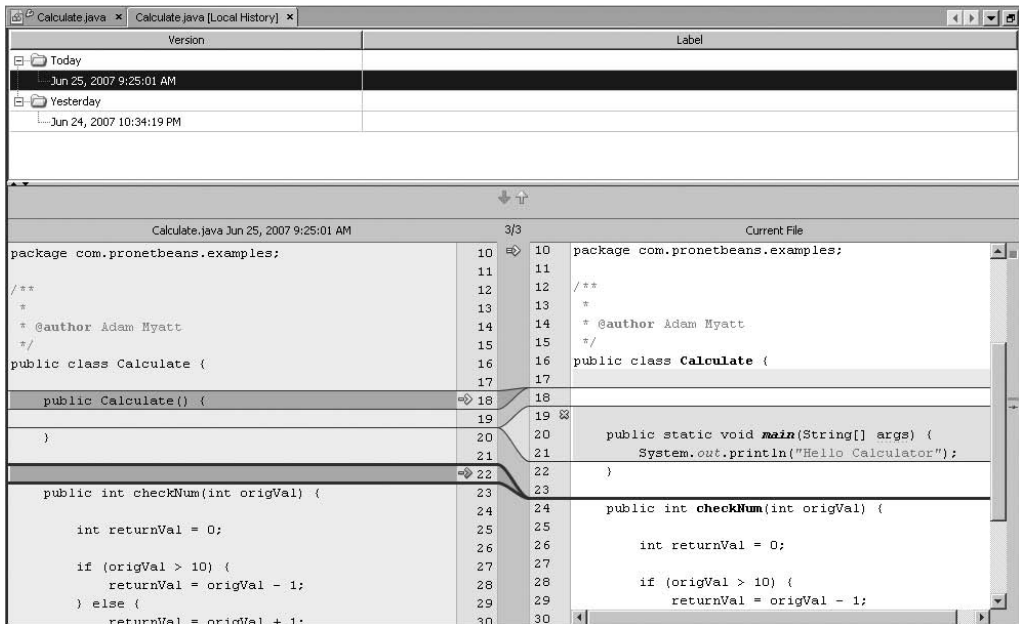 Calculate.java × Calculate.java [Local History] ×
Version Label
Today
Jun 25, 2007 9:25:01 AM
Yesterday
Jun 24, 2007 10:34:19 PM
Calculate.java Jun 25, 2007 9:25:01 AM 3/3 Current File
package com.pronetbeans.examples; 10 10 package com.pronetbeans.examples;
11 11
/** 12 12 /**
* 13 13 *
* @author Adam Myatt 14 14 * @author Adam Myatt
*/ 15 15 */
public class Calculate { 16 16 public class Calculate {
17 17
public Calculate() { 18 18
19 19
} 20 20 public static void main(String[] args) {
21 21 System.out.println("Hello Calculator");
22 22 }
public int checkNum(int origVal) { 23 23
24 24 public int checkNum(int origVal) {
int returnVal = 0; 25 25
26 26 int returnVal = 0;
if (origVal > 10) { 27 27
returnVal = origVal - 1; 28 28 if (origVal > 10) {
} else { 29 29 returnVal = origVal - 1;
returnVal = origVal + 1; 30 30